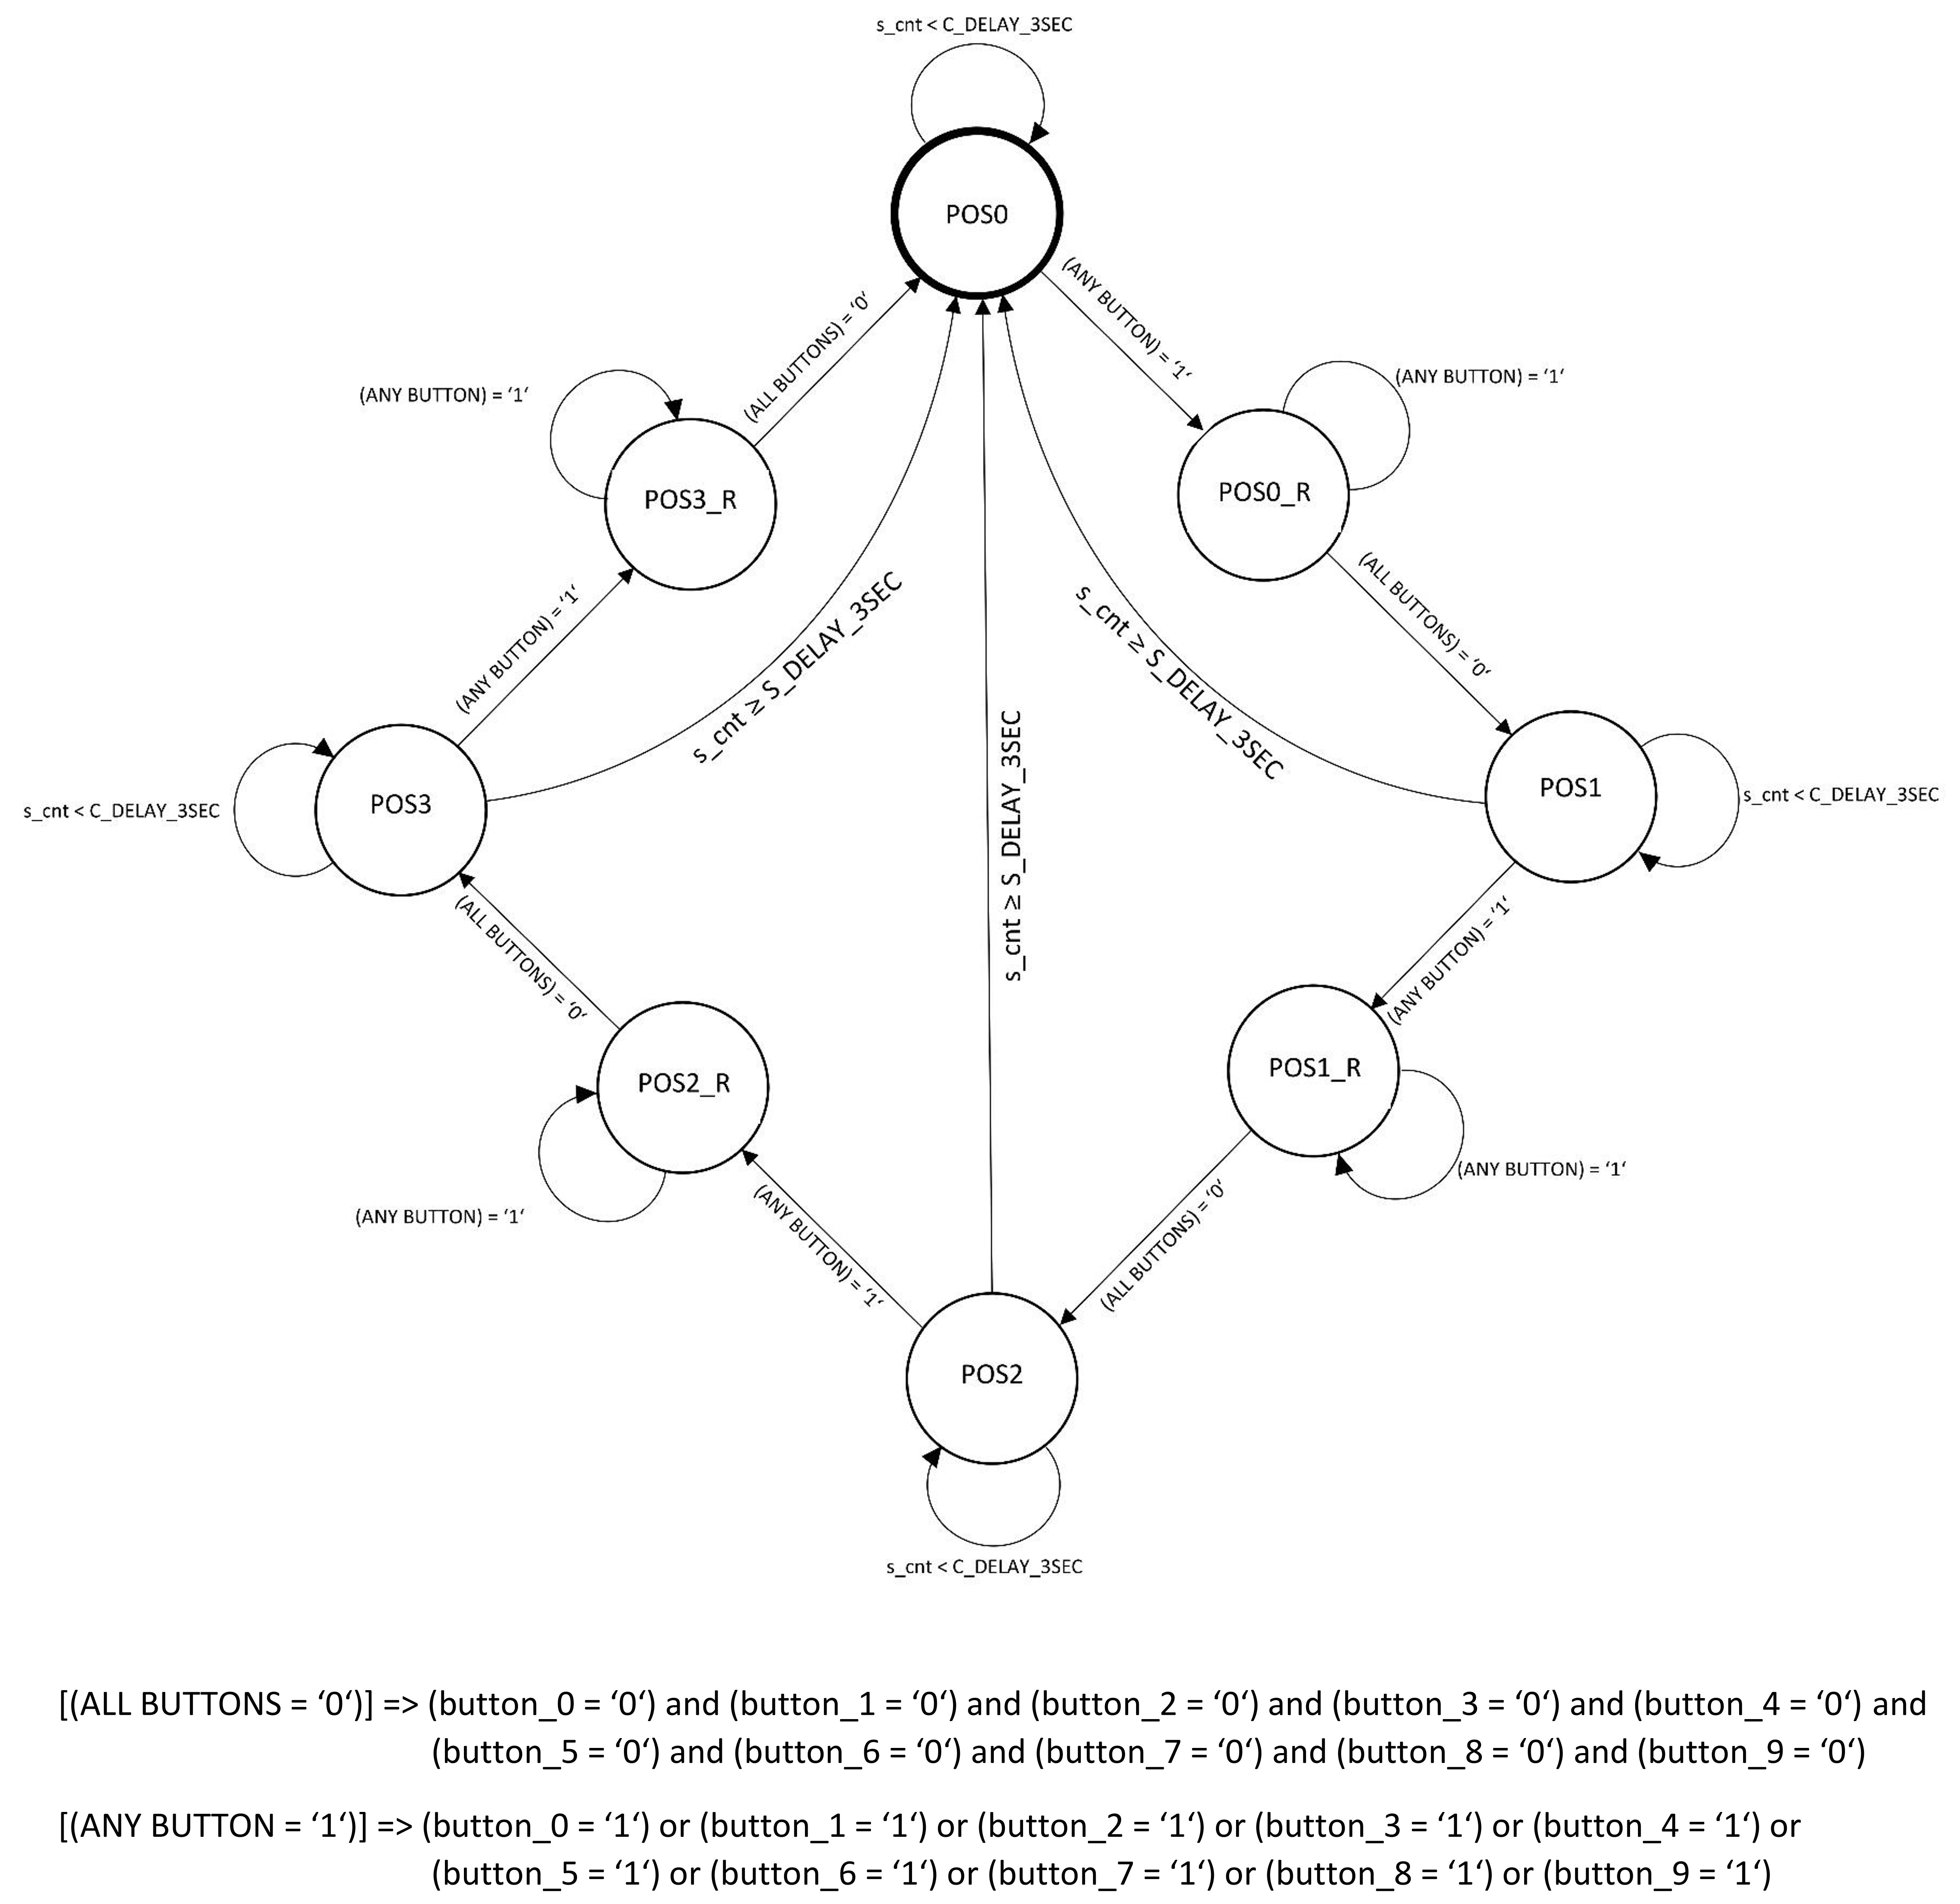 s_cnt < C_DELAY_3SEC
POS0
(ANY BUTTON) = ‘1‘
(ALL BUTTONS) = ‘0‘
(ANY BUTTON) = ‘1‘
(ANY BUTTON) = ‘1‘
POS3_R
POS0_R
(ANY BUTTON) = ‘1‘
(ALL BUTTONS) = ‘0‘
s_cnt ≥ S_DELAY_3SEC
s_cnt ≥ S_DELAY_3SEC
s_cnt ≥ S_DELAY_3SEC
POS3
POS1
s_cnt < C_DELAY_3SEC
s_cnt < C_DELAY_3SEC
(ALL BUTTONS) = ‘0‘
(ANY BUTTON) = ‘1‘
POS2_R
POS1_R
(ANY BUTTON) = ‘1‘
(ANY BUTTON) = ‘1‘
(ANY BUTTON) = ‘1‘
(ALL BUTTONS) = ‘0‘
POS2
s_cnt < C_DELAY_3SEC
[(ALL BUTTONS = ‘0‘)] => (button_0 = ‘0‘) and (button_1 = ‘0‘) and (button_2 = ‘0‘) and (button_3 = ‘0‘) and (button_4 = ‘0‘) and
(button_5 = ‘0‘) and (button_6 = ‘0‘) and (button_7 = ‘0‘) and (button_8 = ‘0‘) and (button_9 = ‘0‘)
[(ANY BUTTON = ‘1‘)] => (button_0 = ‘1‘) or (button_1 = ‘1‘) or (button_2 = ‘1‘) or (button_3 = ‘1‘) or (button_4 = ‘1‘) or
(button_5 = ‘1‘) or (button_6 = ‘1‘) or (button_7 = ‘1‘) or (button_8 = ‘1‘) or (button_9 = ‘1‘)